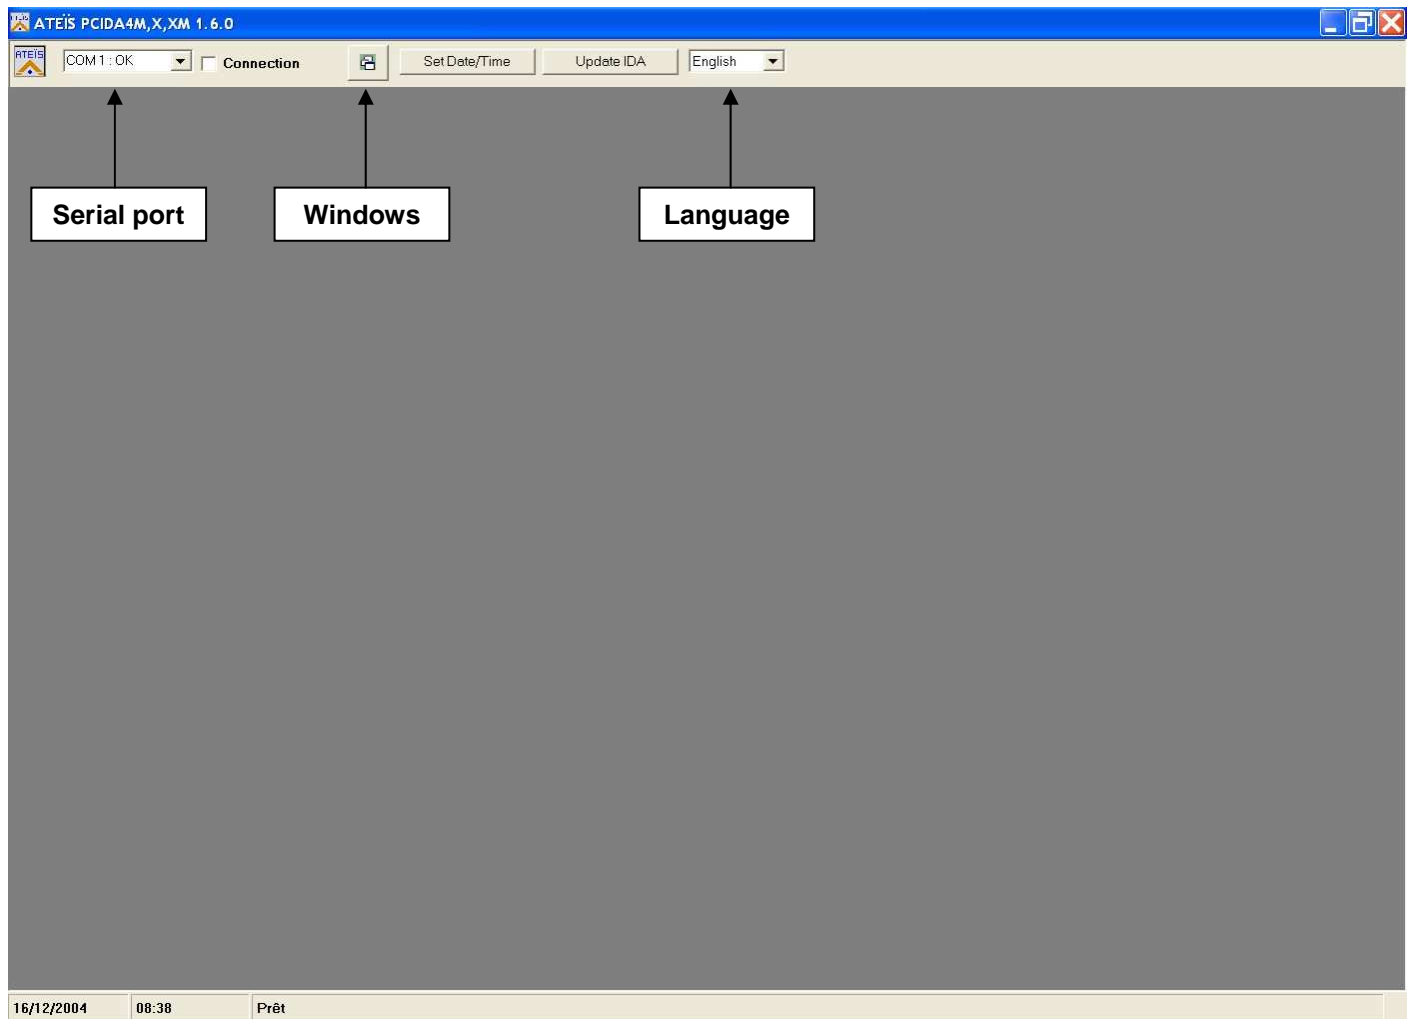 ATEÏS PCIDA4M,X,XM 1.6.0
ATEÏS COM 1 : OK Connection Set Date/Time Update IDA English
Serial port Windows Language
16/12/2004 08:38 Prêt